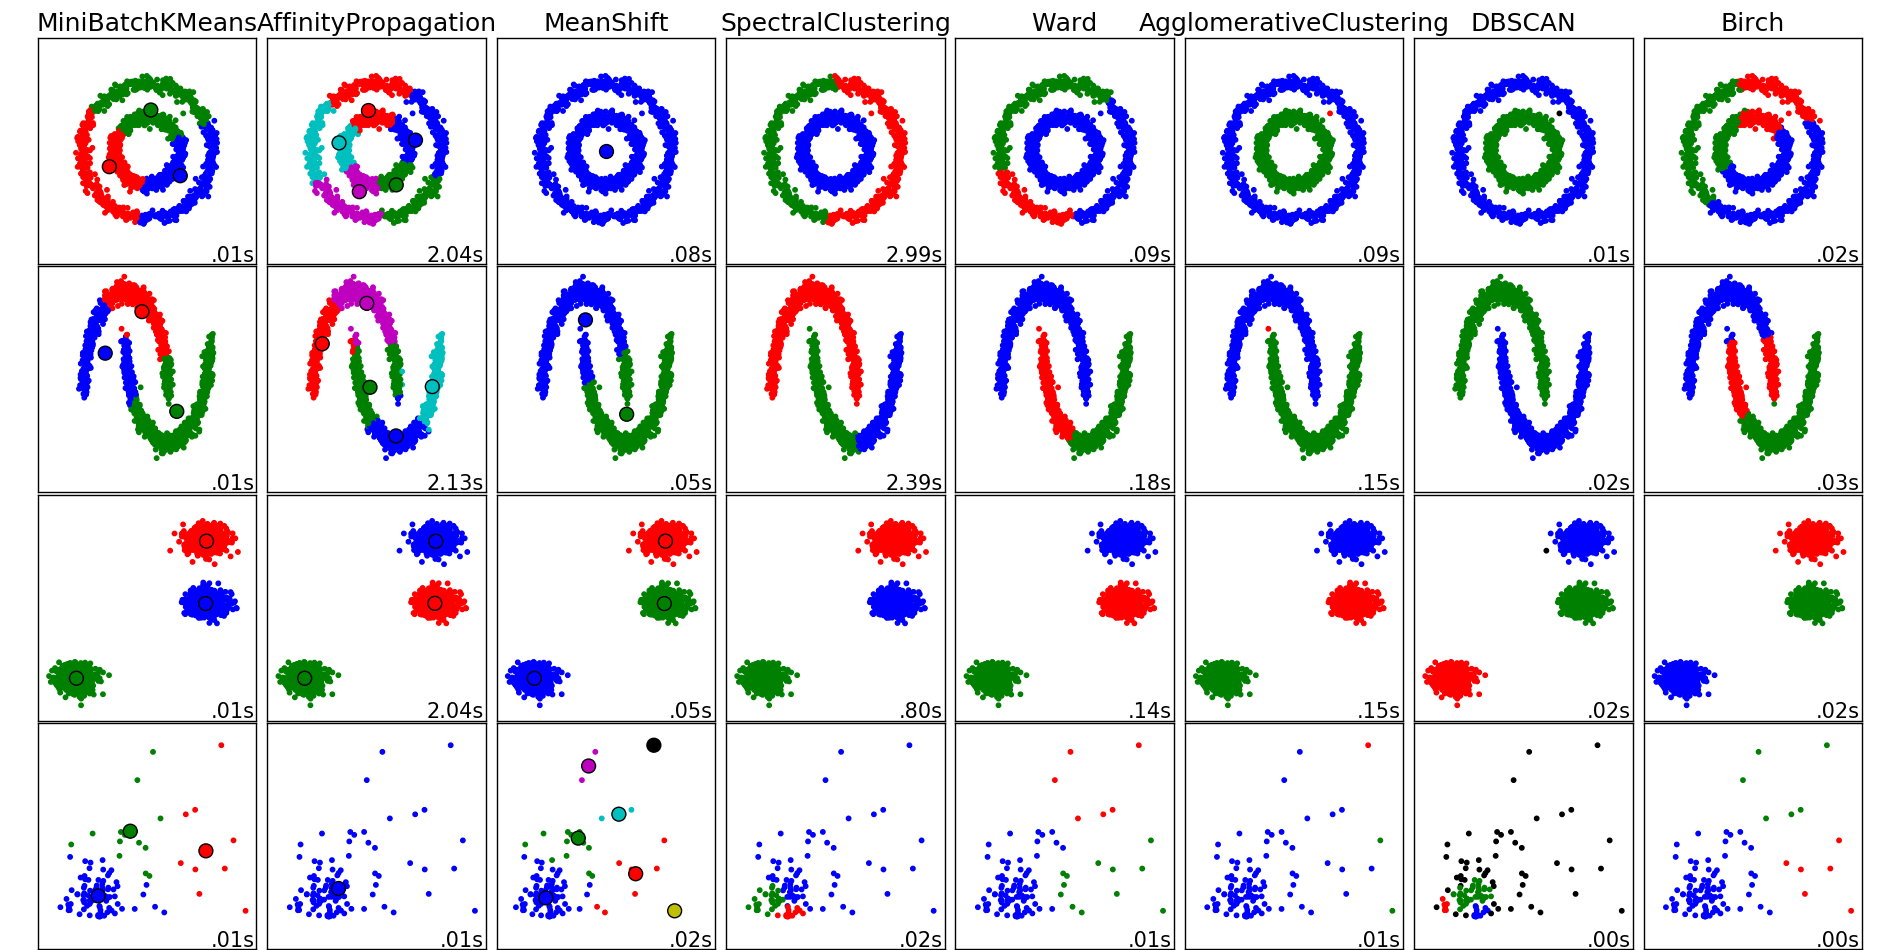 MiniBatchKMeans AffinityPropagation MeanShift SpectralClustering Ward AgglomerativeClustering DBSCAN Birch
.01s 2.04s .08s 2.99s .09s .09s .01s .02s
.01s 2.13s .05s 2.39s .18s .15s .02s .03s
.01s 2.04s .05s .80s .14s .15s .02s .02s
.01s .01s .02s .02s .01s .01s .00s .00s